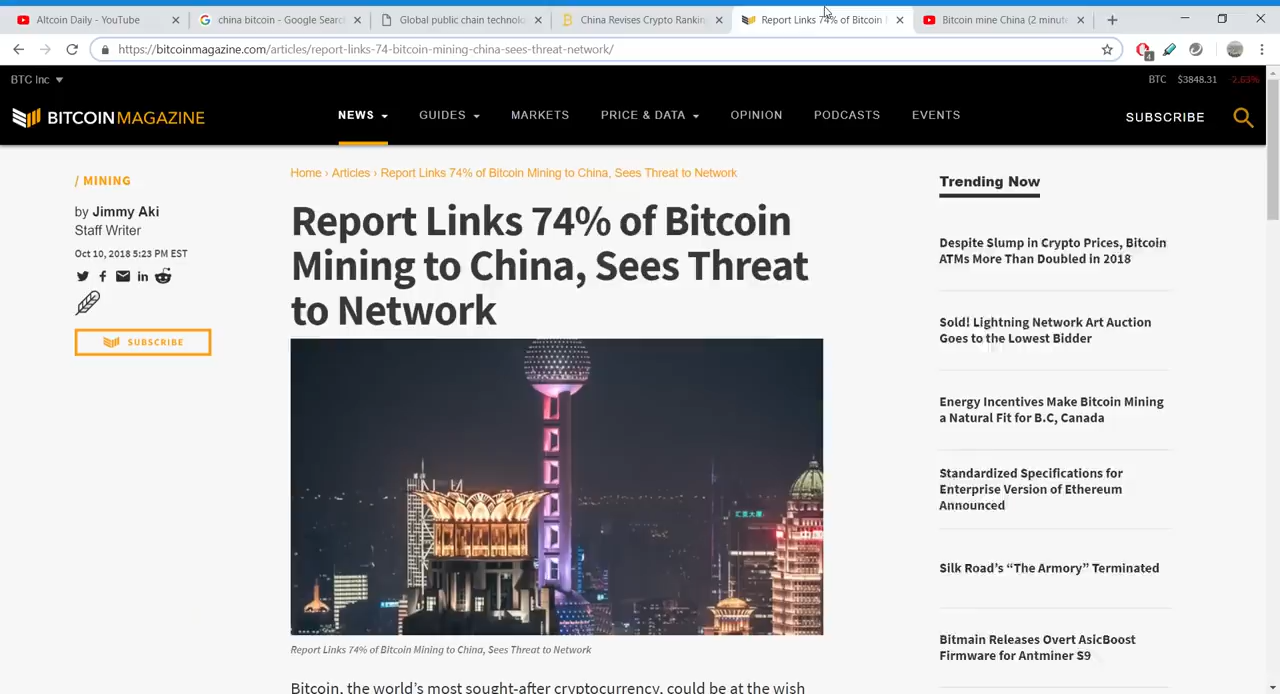 Altcoin Daily - YouTube
china bitcoin - Google Searc
Global public chain technolo
China Revises Crypto Rankin
Report Links 74% of Bitcoin
Bitcoin mine China (2 minut
https://bitcoinmagazine.com/articles/report-links-74-bitcoin-mining-china-sees-threat-network/
4
BTC Inc
BTC $3848.31 -2.63%
BITCOINMAGAZINE
NEWS GUIDES MARKETS PRICE & DATA OPINION PODCASTS EVENTS
SUBSCRIBE
/ MINING
by Jimmy Aki
Staff Writer
Oct 10, 2018 5:23 PM EST
SUBSCRIBE
Home › Articles › Report Links 74% of Bitcoin Mining to China, Sees Threat to Network
Report Links 74% of Bitcoin
Mining to China, Sees Threat
to Network
Report Links 74% of Bitcoin Mining to China, Sees Threat to Network
Bitcoin, the world's most sought-after cryptocurrency, could be at the wish
Trending Now
Despite Slump in Crypto Prices, Bitcoin
ATMs More Than Doubled in 2018
Sold! Lightning Network Art Auction
Goes to the Lowest Bidder
Energy Incentives Make Bitcoin Mining
a Natural Fit for B.C, Canada
Standardized Specifications for
Enterprise Version of Ethereum
Announced
Silk Road's “The Armory” Terminated
Bitmain Releases Overt AsicBoost
Firmware for Antminer S9